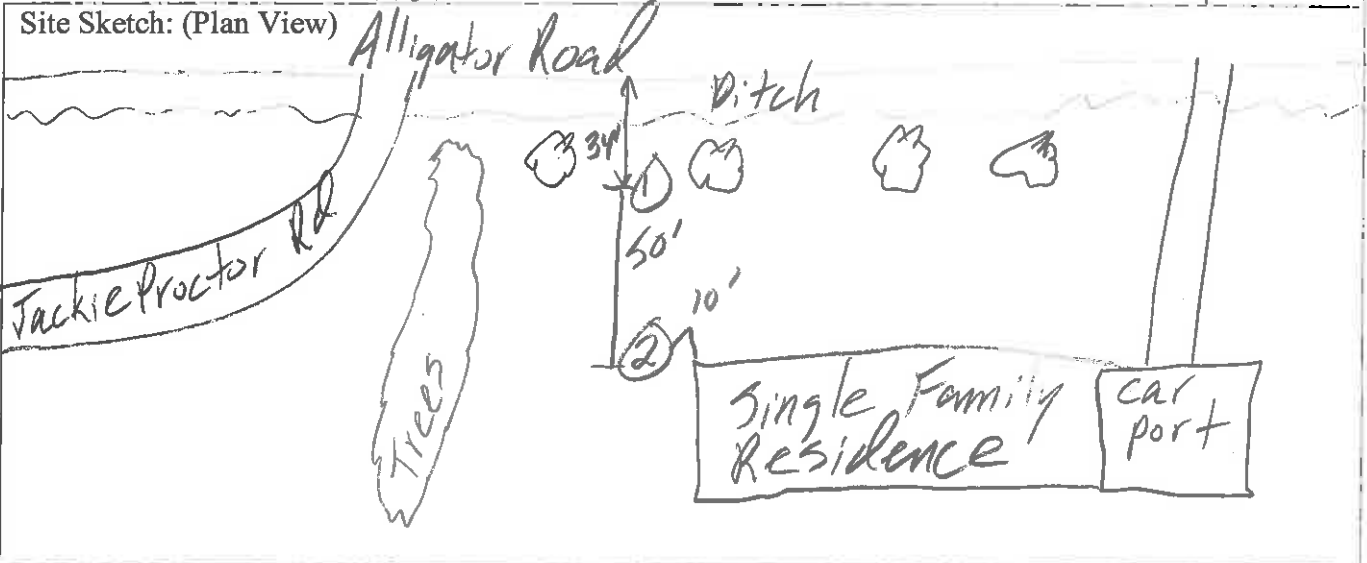 Site Sketch: (Plan View)
Alligator Road
Ditch
34'
1
50'
Jackie Proctor Rd
10'
2
Trees
Single Family
Residence
car
port